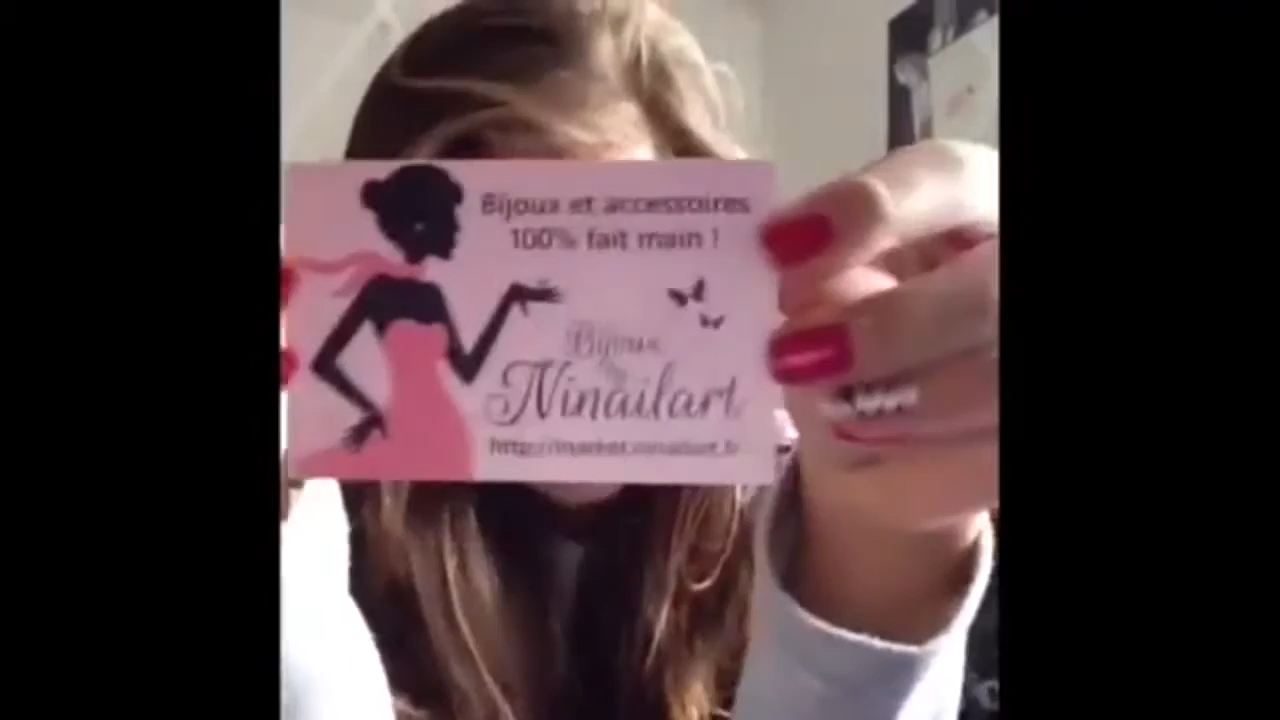 Bijoux et accessoires
100% fait main !
Bijoux
Ninailart